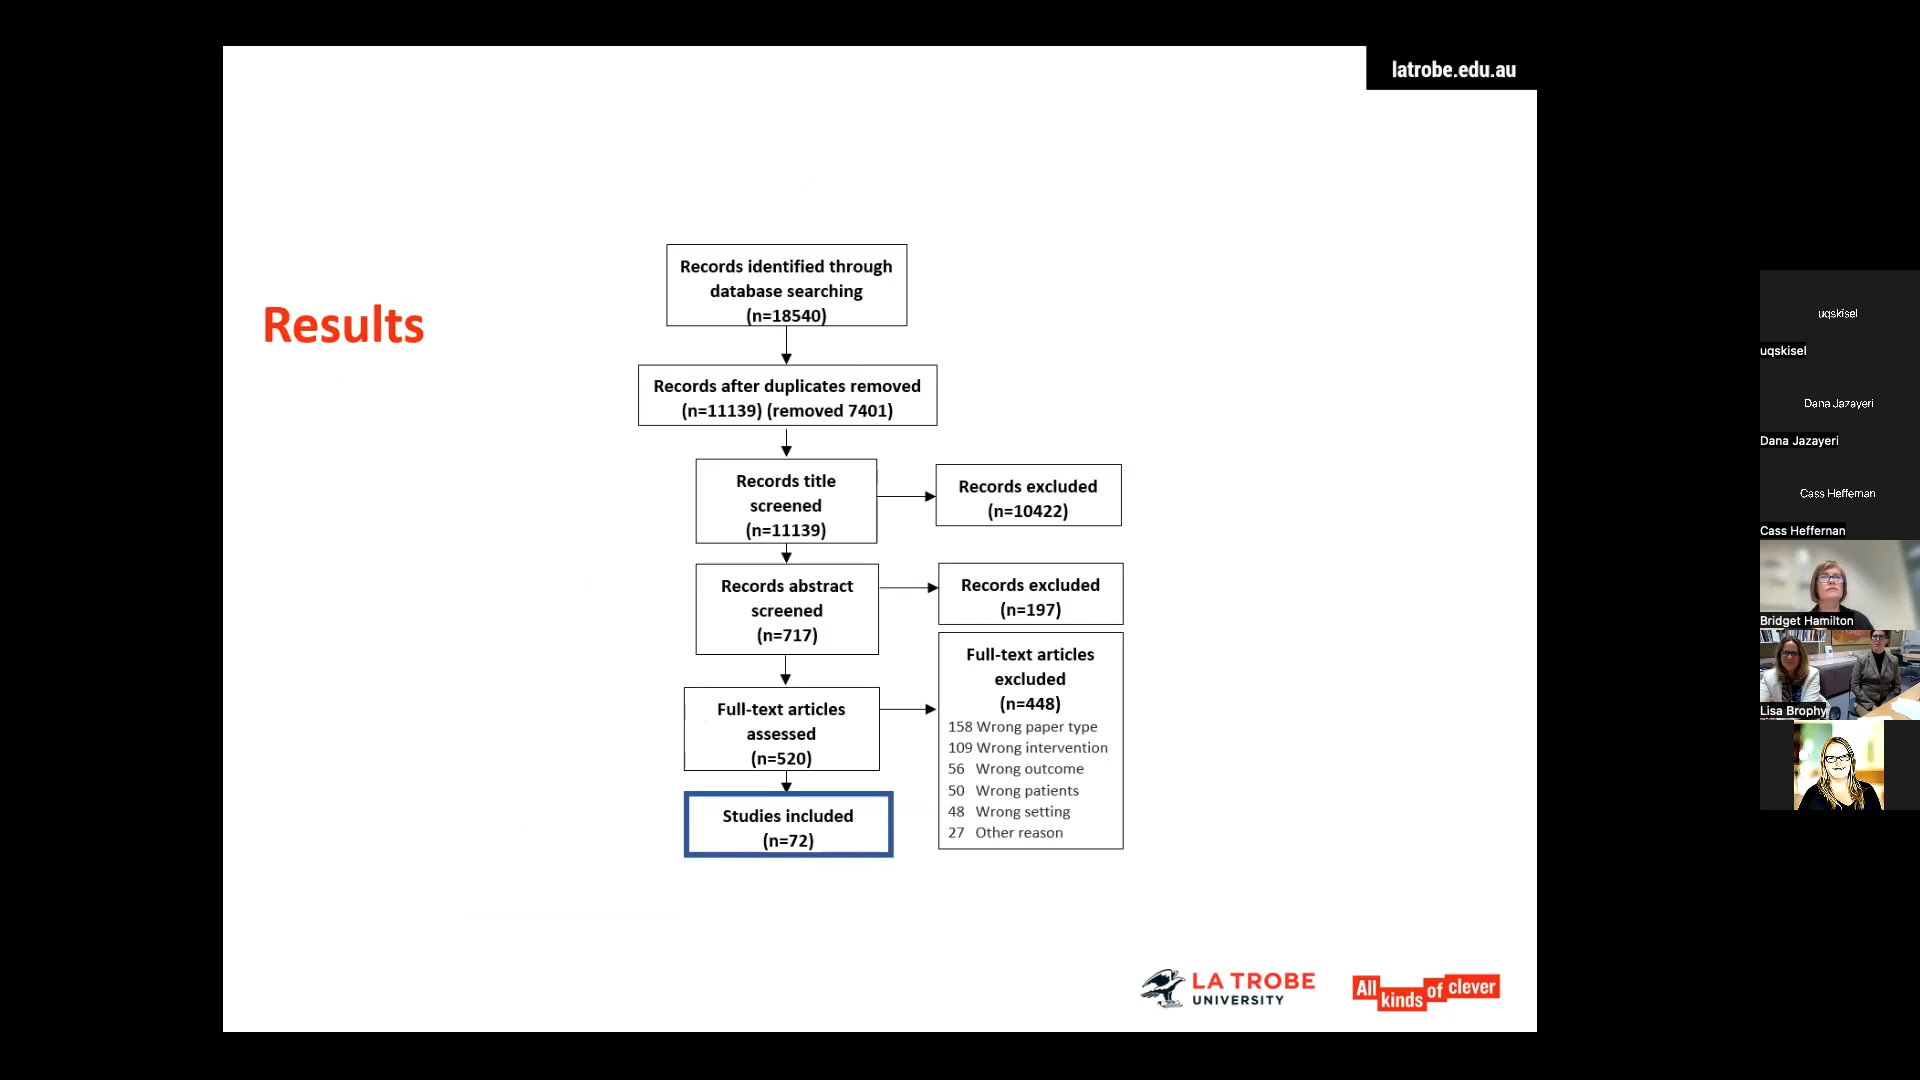 latrobe.edu.au
Results
Records identified through
database searching
(n=18540)
Records after duplicates removed
(n=11139) (removed 7401)
Records title
screened
(n=11139)
Records excluded
(n=10422)
Records abstract
screened
(n=717)
Records excluded
(n=197)
Full-text articles
assessed
(n=520)
Full-text articles
excluded
(n=448)
158 Wrong paper type
109 Wrong intervention
56 Wrong outcome
50 Wrong patients
48 Wrong setting
27 Other reason
Studies included
(n=72)
LA TROBE
UNIVERSITY
All kinds of clever
uqskisel
uqskisel
Dana Jazayeri
Dana Jazayeri
Cass Heffernan
Cass Heffernan
Bridget Hamilton
Lisa Brophy